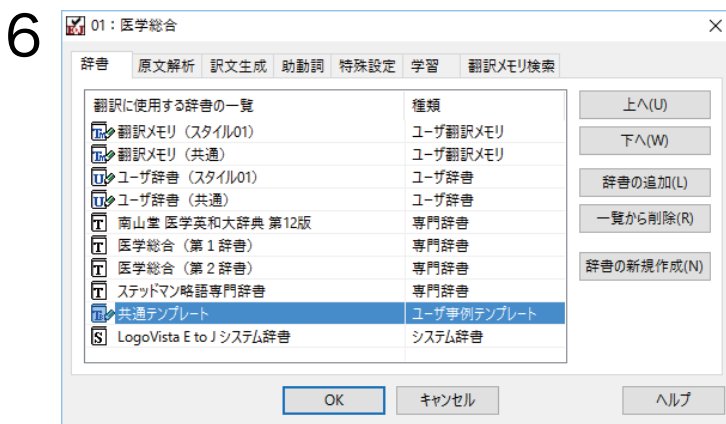 6
01：医学総合
辞書 原文解析 訳文生成 助動詞 特殊設定 学習 翻訳メモリ検索
翻訳に使用する辞書の一覧 種類
翻訳メモリ（スタイル01） ユーザ翻訳メモリ
翻訳メモリ（共通） ユーザ翻訳メモリ
ユーザ辞書（スタイル01） ユーザ辞書
ユーザ辞書（共通） ユーザ辞書
T 南山堂 医学英和大辞典 第12版 専門辞書
T 医学総合（第１辞書） 専門辞書
T 医学総合（第２辞書） 専門辞書
T ステッドマン略語専門辞書 専門辞書
共通テンプレート ユーザ事例テンプレート
S LogoVista E to J システム辞書 システム辞書
上へ(U)
下へ(W)
辞書の追加(L)
一覧から削除(R)
辞書の新規作成(N)
OK キャンセル ヘルプ